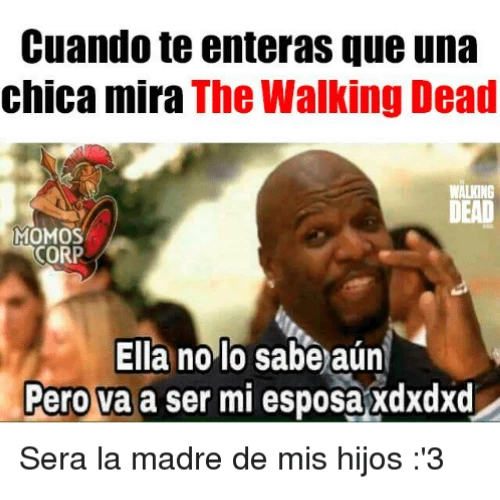 Cuando te enteras que una
chica mira The Walking Dead
WALKING
DEAD
MOMOS
CORP
Ella no lo sabe aún
Pero va a ser mi esposa xdxdxd
Sera la madre de mis hijos :'3